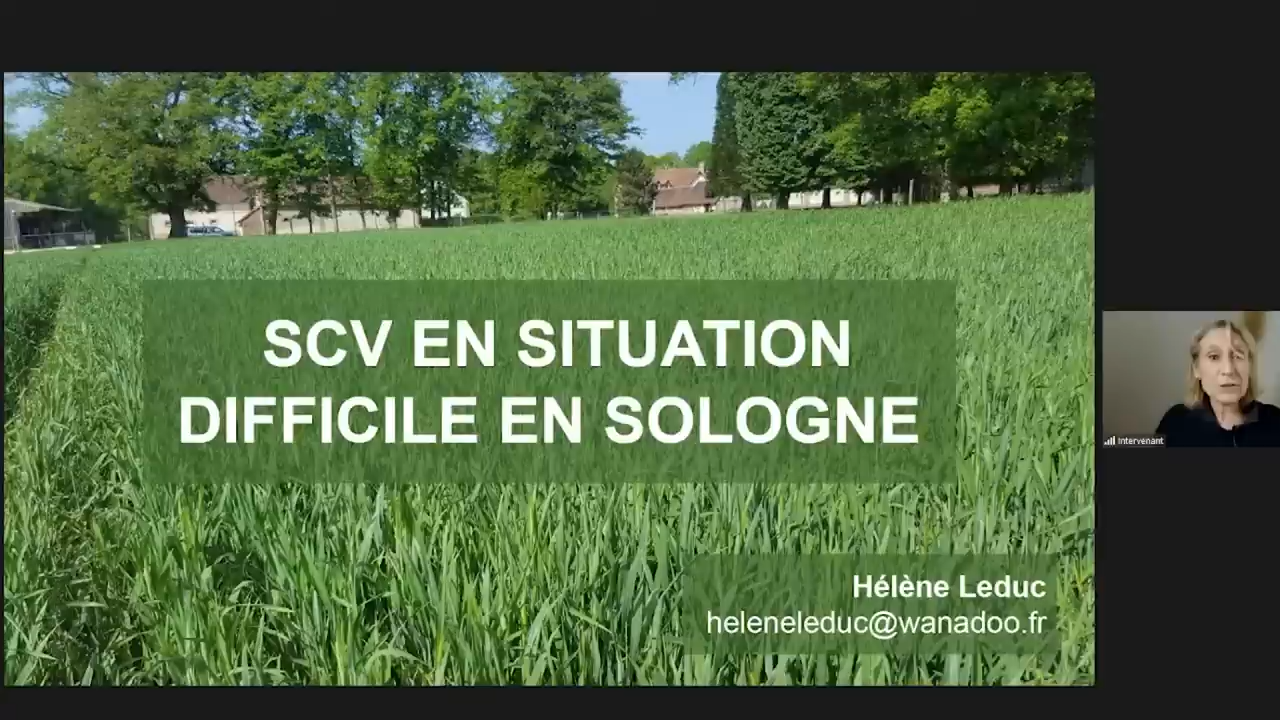 SCV EN SITUATION
DIFFICILE EN SOLOGNE
Hélène Leduc
heleneleduc@wanadoo.fr
Intervenant